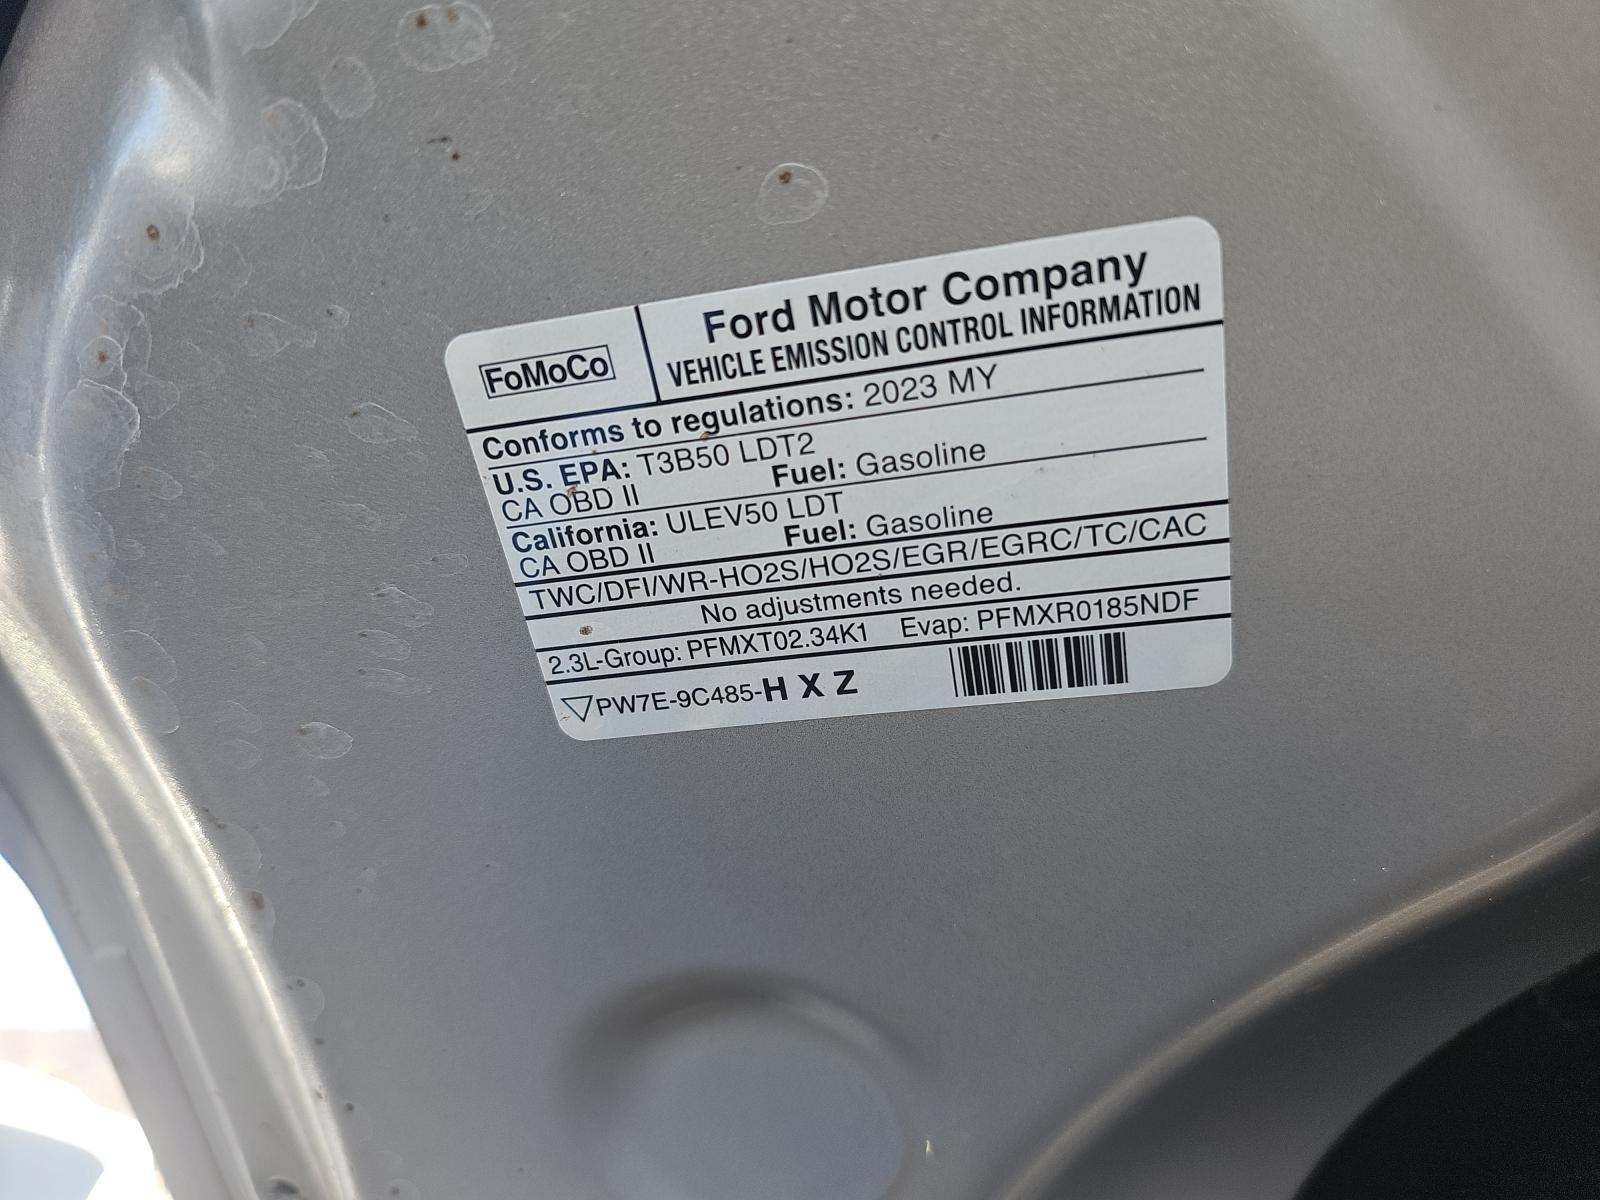 FoMoCo
Ford Motor Company
VEHICLE EMISSION CONTROL INFORMATION
Conforms to regulations: 2023 MY
U.S. EPA: T3B50 LDT2
CA OBD II Fuel: Gasoline
California: ULEV50 LDT
CA OBD II Fuel: Gasoline
TWC/DFI/WR-HO2S/HO2S/EGR/EGRC/TC/CAC
No adjustments needed.
2.3L-Group: PFMXT02.34K1 Evap: PFMXR0185NDF
PW7E-9C485-H X Z